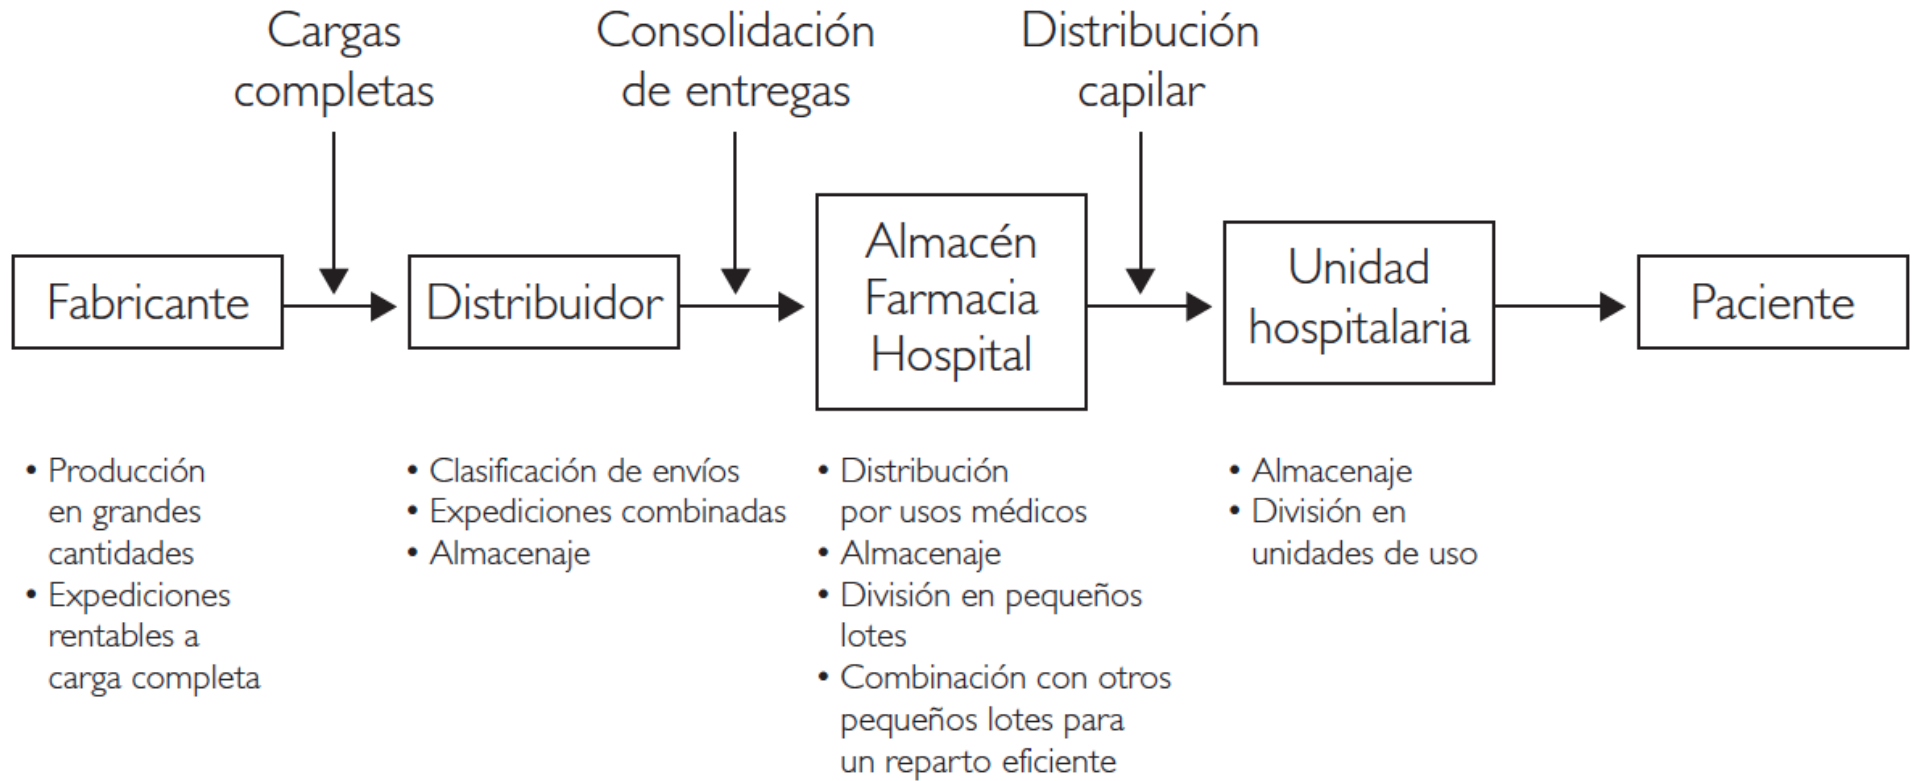 Cargas
completas
Consolidación
de entregas
Distribución
capilar
Fabricante
Distribuidor
Almacén
Farmacia
Hospital
Unidad
hospitalaria
Paciente
• Producción
en grandes
cantidades
• Expediciones
rentables a
carga completa
• Clasificación de envíos
• Expediciones combinadas
• Almacenaje
• Distribución
por usos médicos
• Almacenaje
• División en pequeños
lotes
• Combinación con otros
pequeños lotes para
un reparto eficiente
• Almacenaje
• División en
unidades de uso